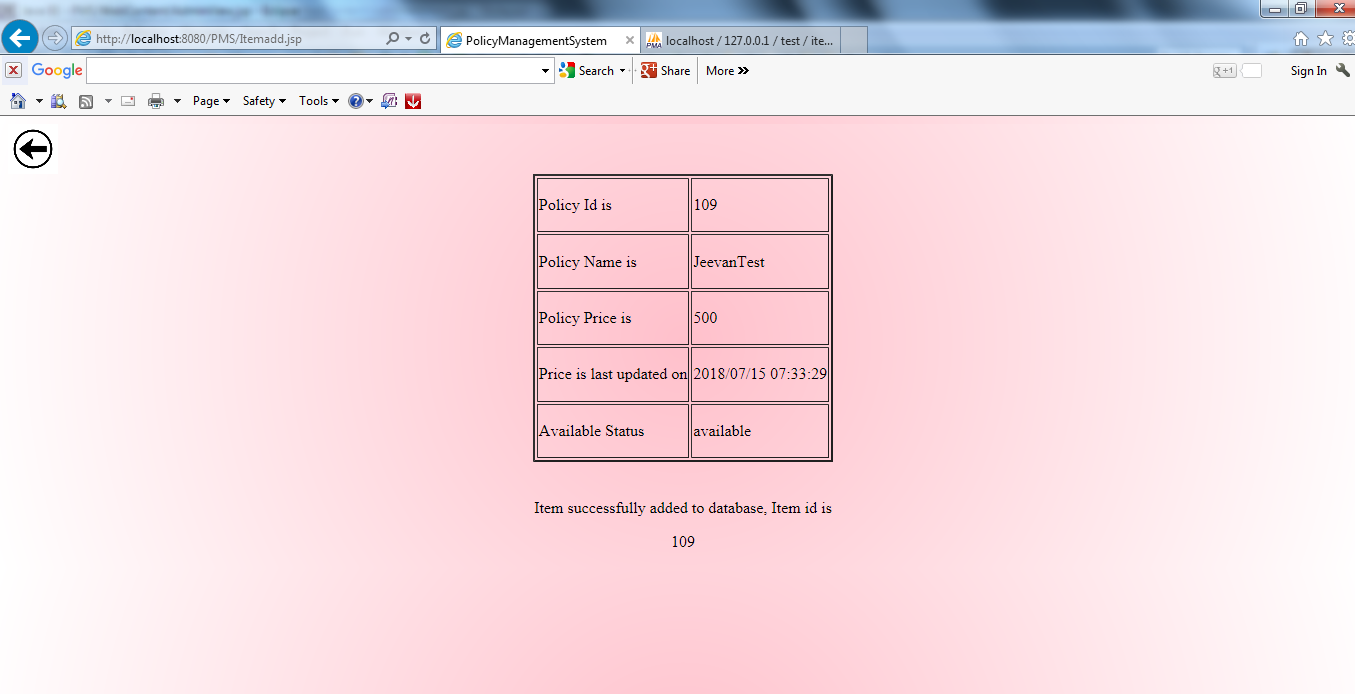 http://localhost:8080/PMS/Itemadd.jsp PolicyManagementSystem localhost / 127.0.0.1 / test / ite...
Google Search Share More » g+1 Sign In
Page Safety Tools
Policy Id is 109
Policy Name is JeevanTest
Policy Price is 500
Price is last updated on 2018/07/15 07:33:29
Available Status available
Item successfully added to database, Item id is
109